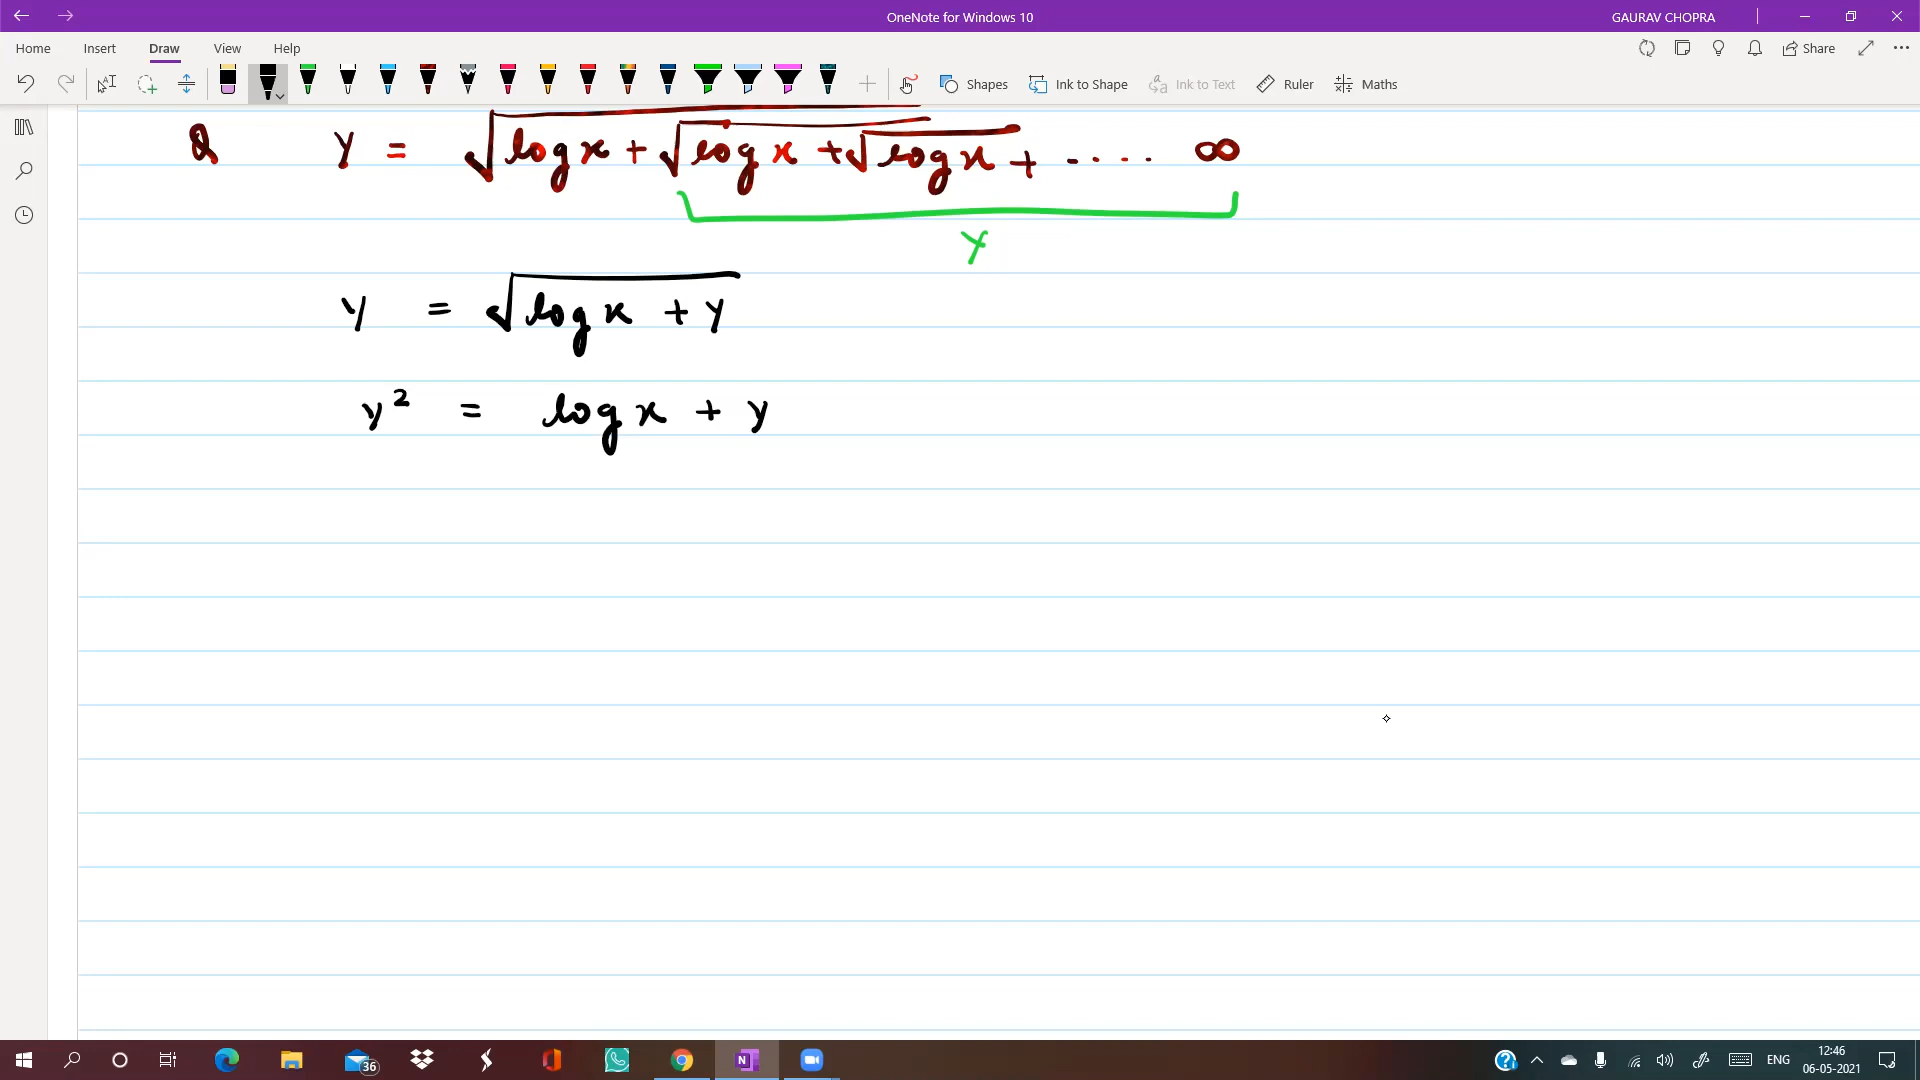 OneNote for Windows 10
GAURAV CHOPRA
Home Insert Draw View Help
Share
Shapes Ink to Shape Ink to Text Ruler Maths
Q y = √(log x + √(log x + √(log x + ..... ∞
y
y = √(log x + y)
y² = log x + y
36
ENG
12:46
06-05-2021